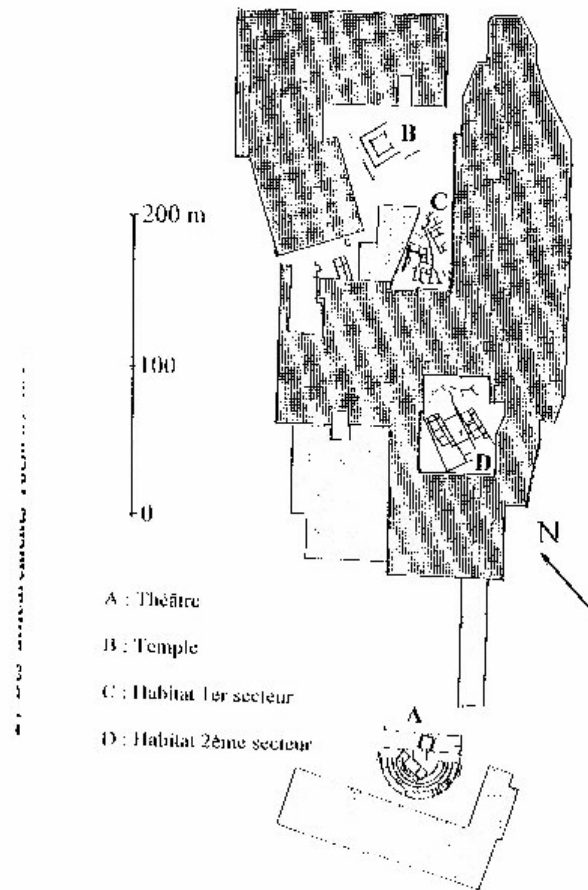 B
C
200 m
100
D
0
N
A : Théâtre
B : Temple
C : Habitat 1er secteur
D : Habitat 2ème secteur
A